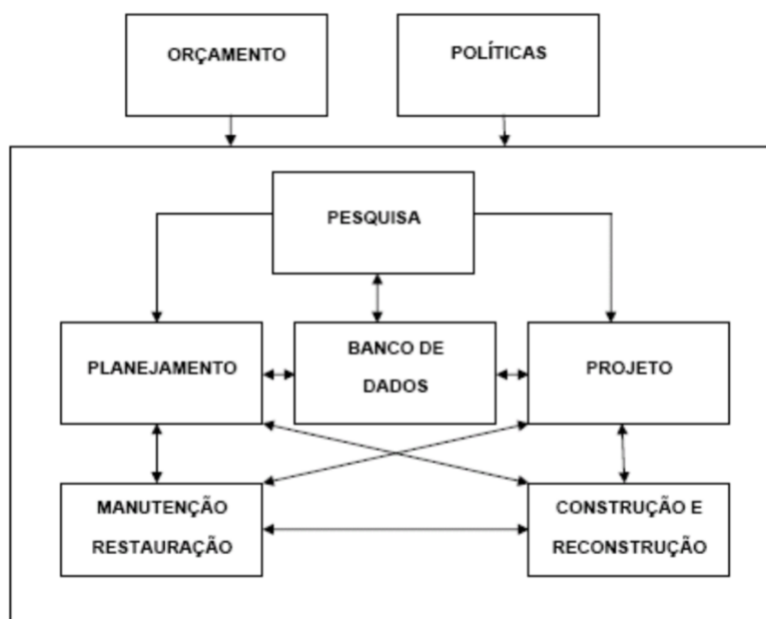 ORÇAMENTO
POLÍTICAS
PESQUISA
PLANEJAMENTO
BANCO DE
DADOS
PROJETO
MANUTENÇÃO
RESTAURAÇÃO
CONSTRUÇÃO E
RECONSTRUÇÃO